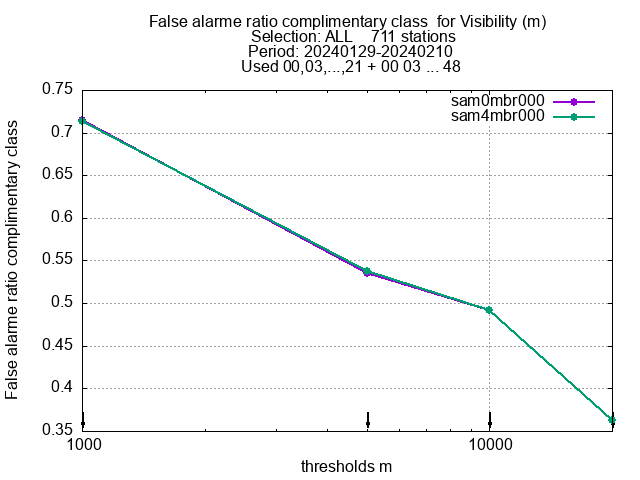 False alarme ratio complimentary class  for Visibility (m)
Selection: ALL    711 stations
Period: 20240129-20240210
Used 00,03,...,21 + 00 03 ... 48
sam0mbr000
sam4mbr000
0.75
0.7
0.65
0.6
0.55
0.5
0.45
0.4
0.35
False alarme ratio complimentary class
1000
10000
thresholds m